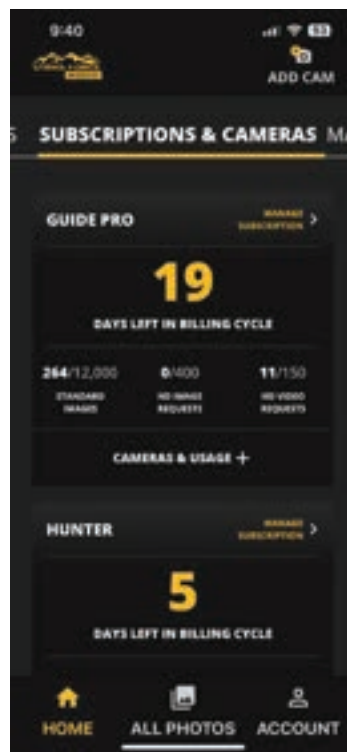 9:40
53
ADD CAM
S SUBSCRIPTIONS & CAMERAS MA
GUIDE PRO
MANAGE
SUBSCRIPTION
19
DAYS LEFT IN BILLING CYCLE
264/12,000 0/400 11/150
STANDARD HD IMAGE HD VIDEO
IMAGES REQUESTS REQUESTS
CAMERAS & USAGE +
HUNTER
MANAGE
SUBSCRIPTION
5
DAYS LEFT IN BILLING CYCLE
HOME ALL PHOTOS ACCOUNT